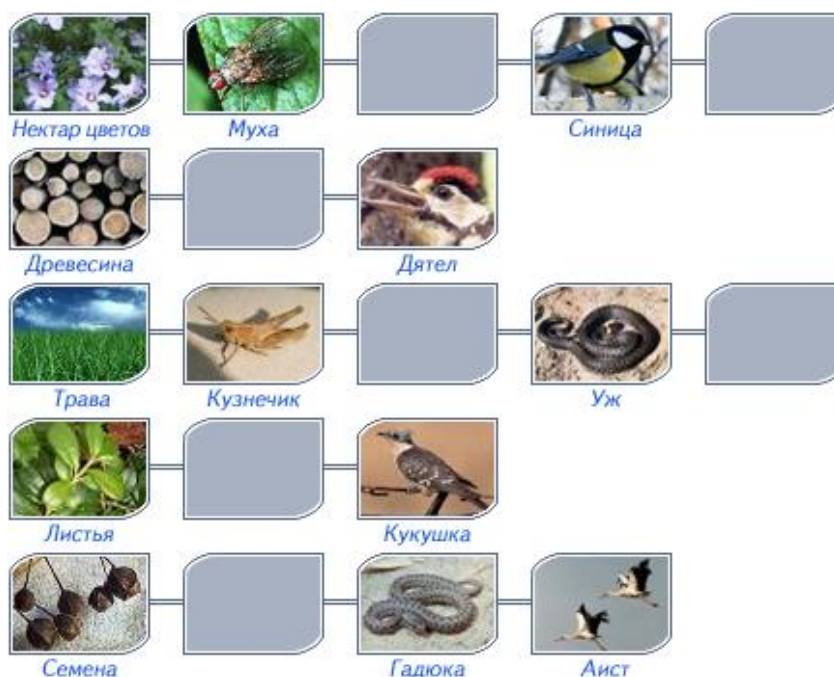 Нектар цветов Муха Синица
Древесина Дятел
Трава Кузнечик Уж
Листья Кукушка
Семена Гадюка Аист